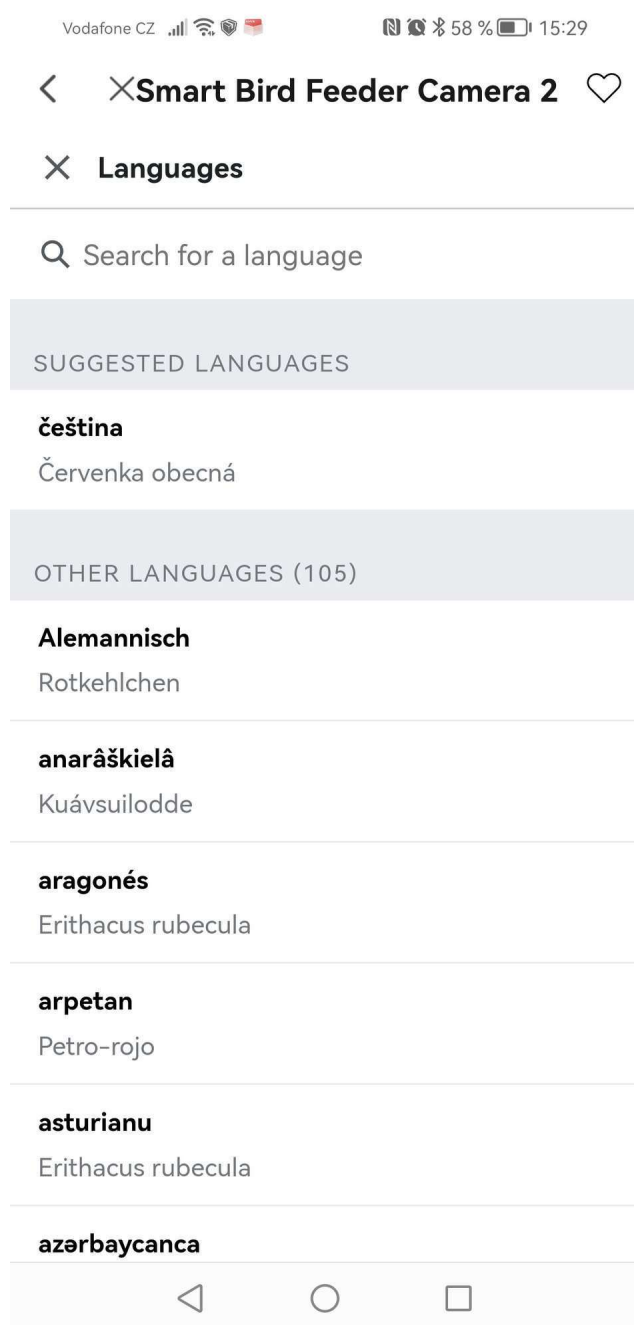 Vodafone CZ 58 % 15:29
Smart Bird Feeder Camera 2
Languages
Search for a language
SUGGESTED LANGUAGES
čeština
Červenka obecná
OTHER LANGUAGES (105)
Alemannisch
Rotkehlchen
anarâškielâ
Kuávsuilodde
aragonés
Erithacus rubecula
arpetan
Petro-rojo
asturianu
Erithacus rubecula
azərbaycanca